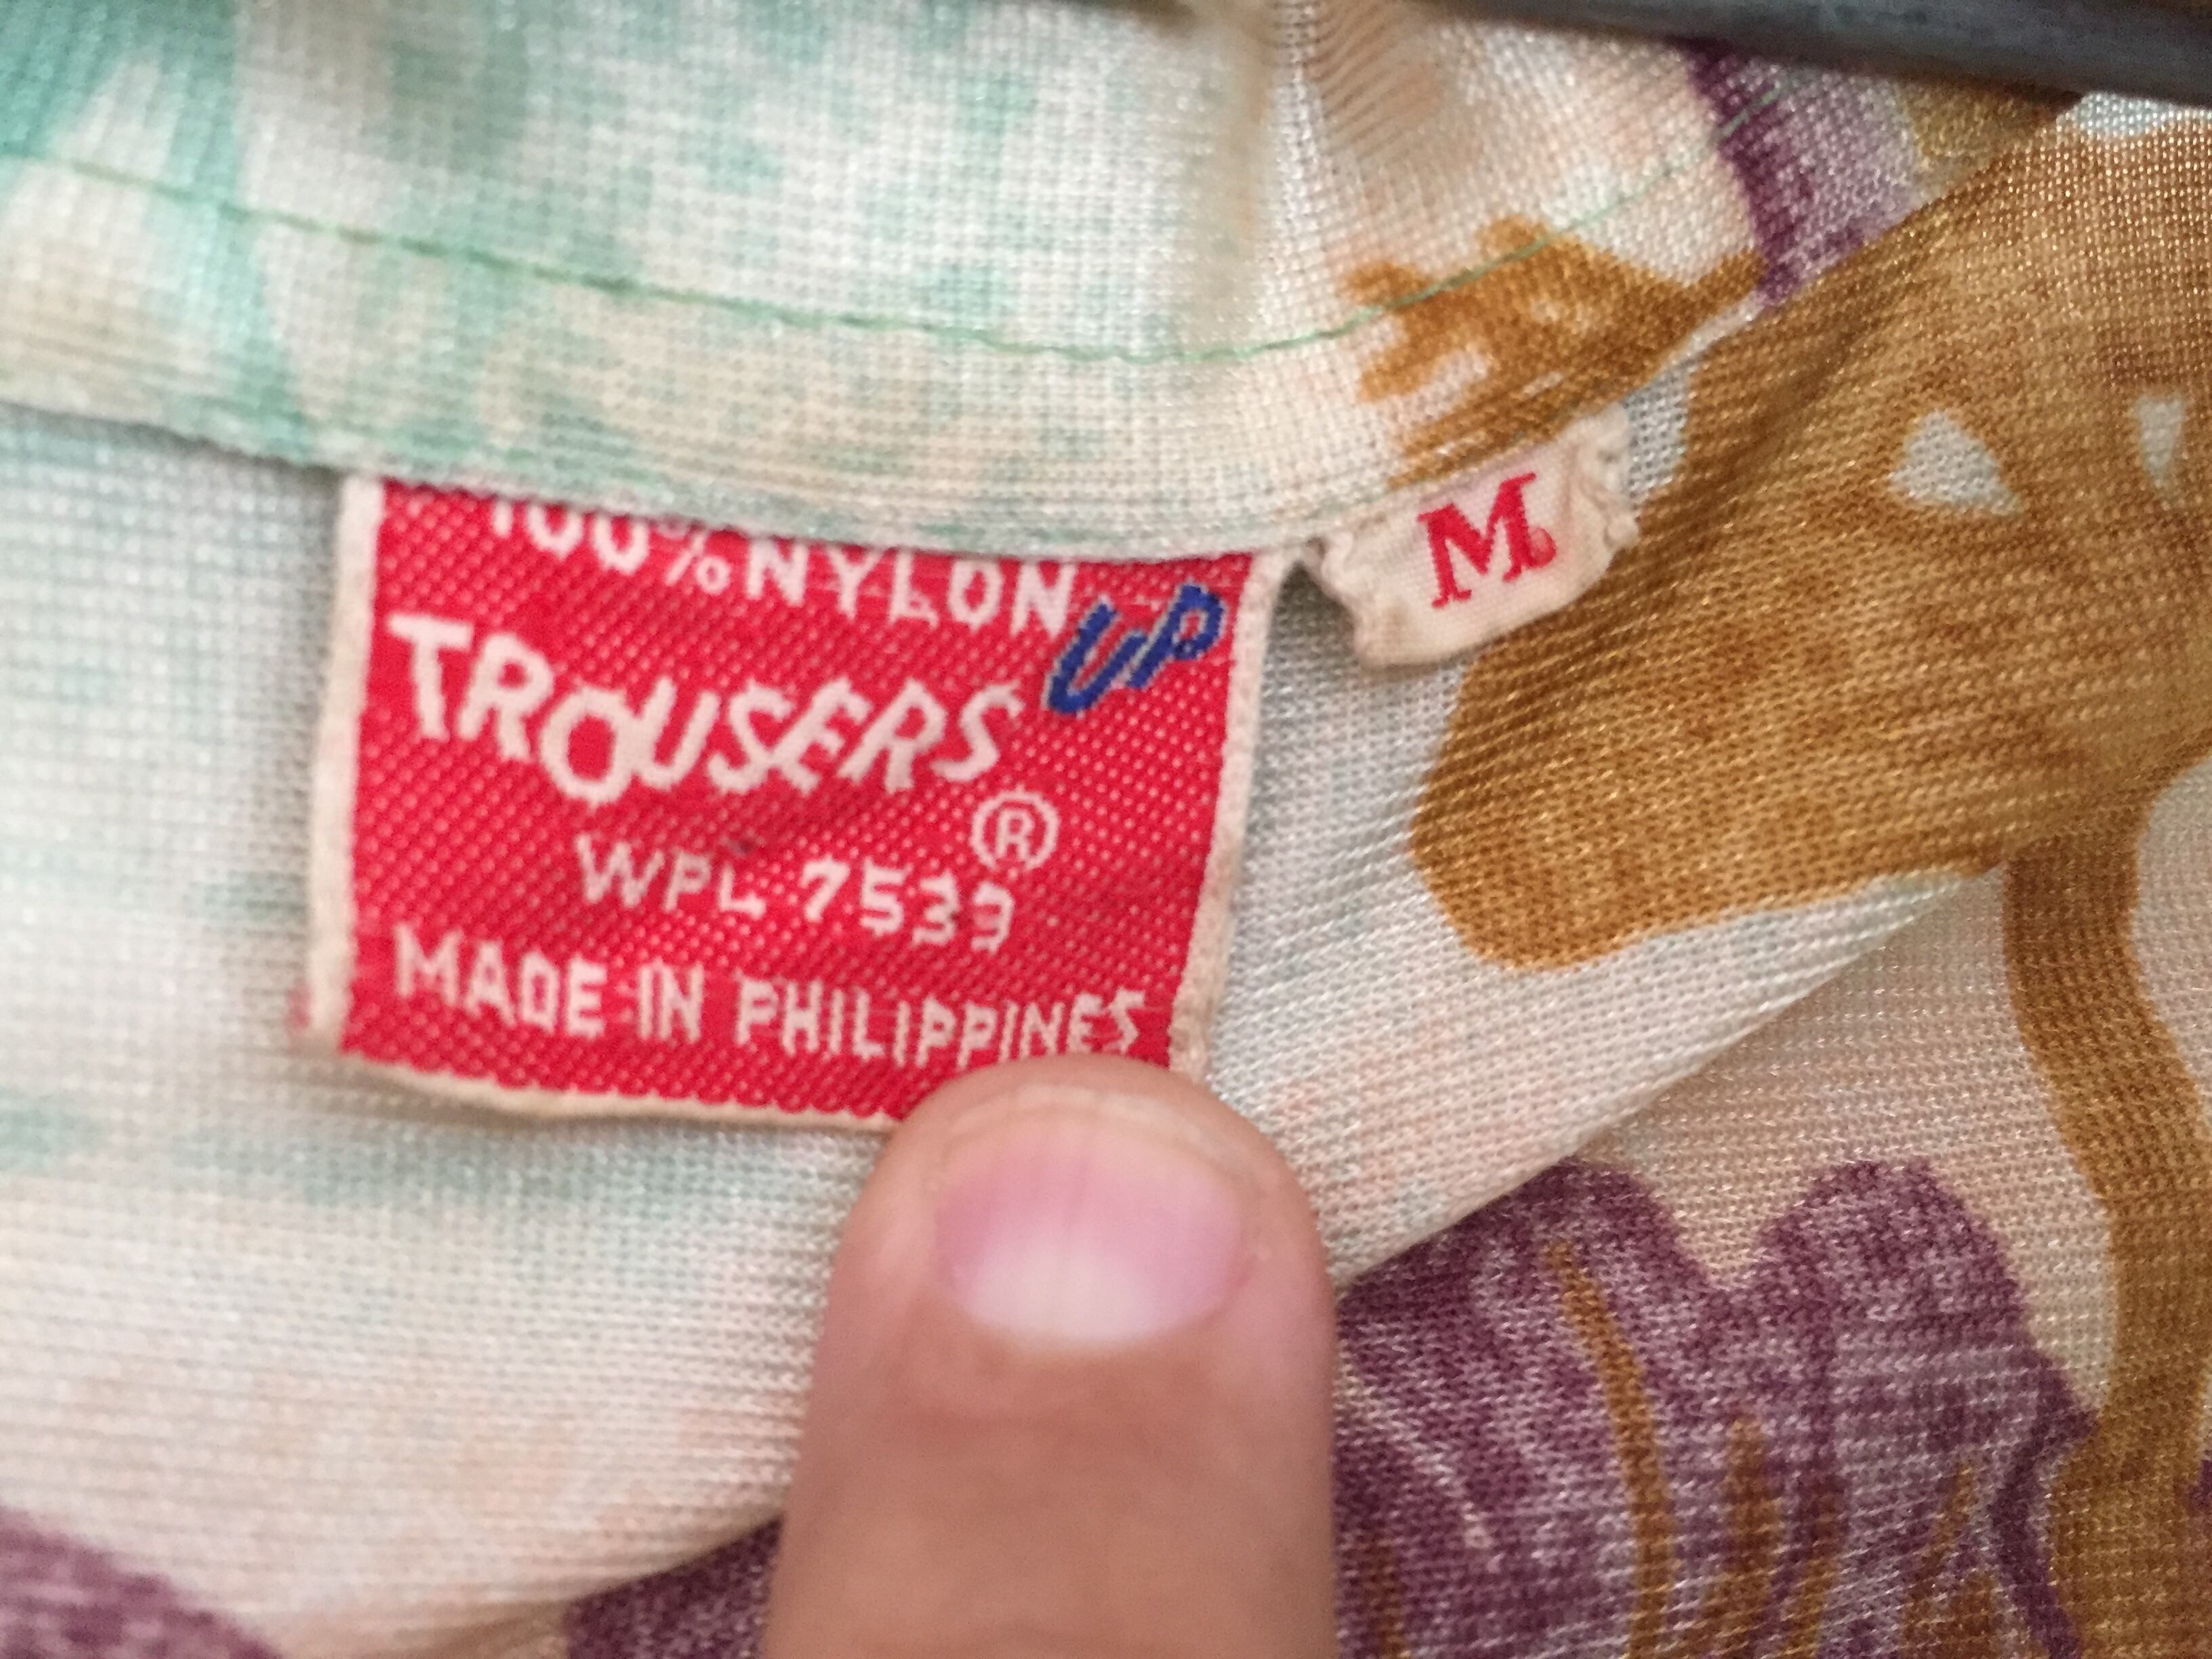 100% NYLON
TROUSERS UP
®
WPL 7533
MADE IN PHILIPPINES
M